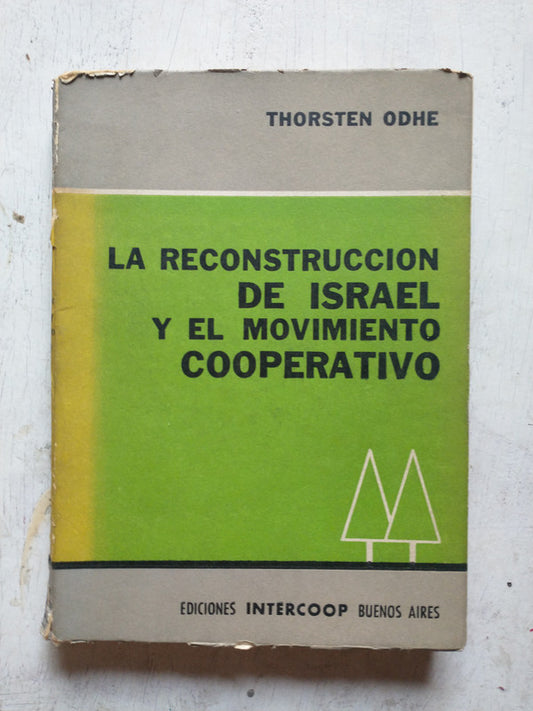 THORSTEN ODHE
LA RECONSTRUCCION
DE ISRAEL
Y EL MOVIMIENTO
COOPERATIVO
EDICIONES INTERCOOP BUENOS AIRES